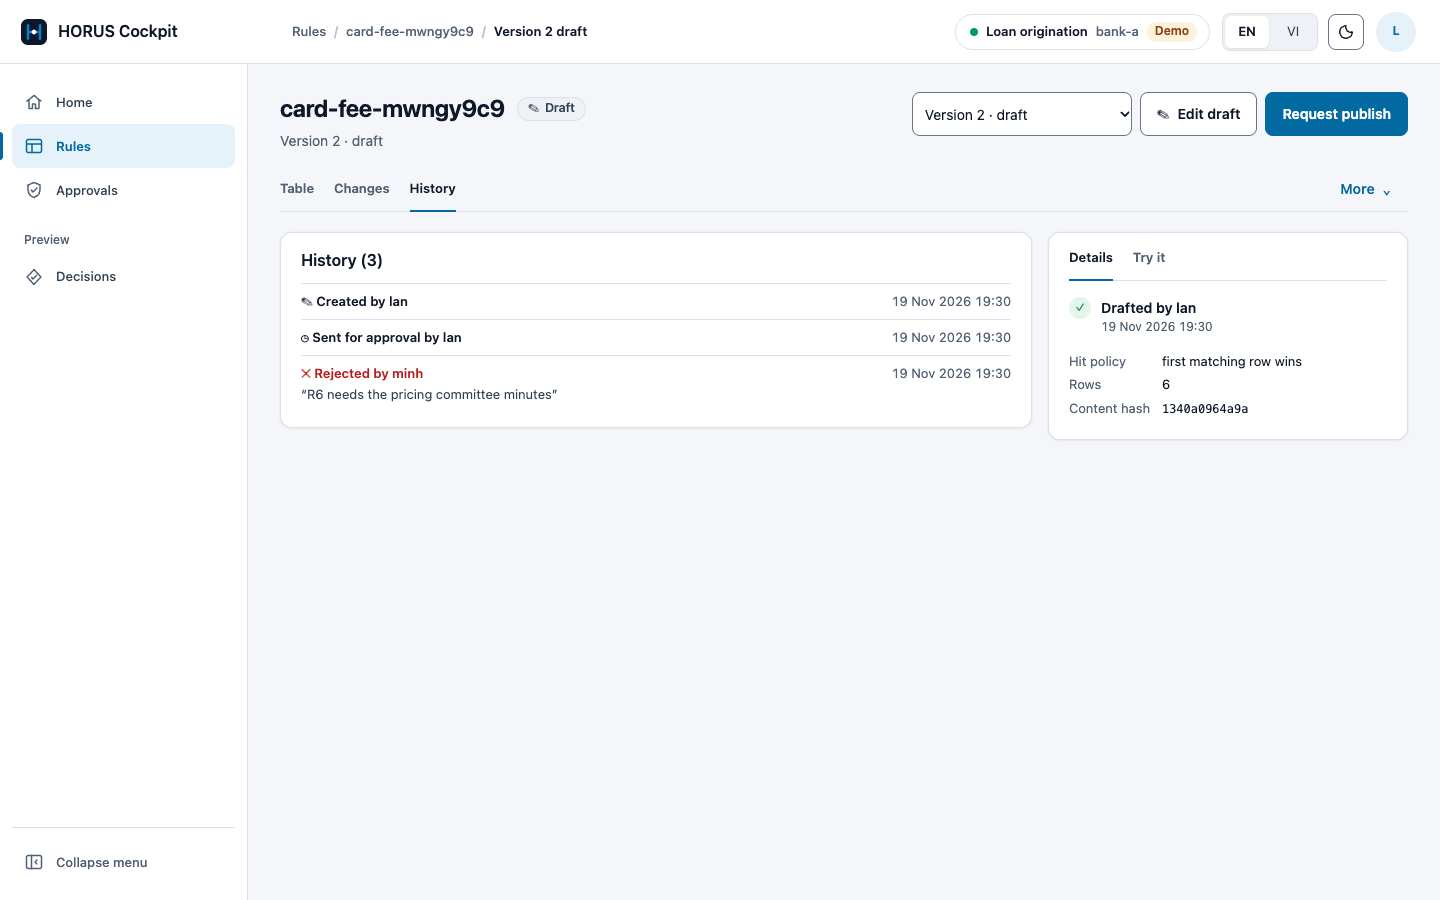 HORUS Cockpit
Rules / card-fee-mwngy9c9 / Version 2 draft
Loan origination bank-a Demo
EN VI
L
Home
Rules
Approvals
Preview
Decisions
Collapse menu
card-fee-mwngy9c9 Draft
Version 2 · draft
Version 2 · draft
Edit draft
Request publish
Table Changes History
More
History (3)
Created by lan 19 Nov 2026 19:30
Sent for approval by lan 19 Nov 2026 19:30
Rejected by minh 19 Nov 2026 19:30
“R6 needs the pricing committee minutes”
Details Try it
Drafted by lan
19 Nov 2026 19:30
Hit policy first matching row wins
Rows 6
Content hash 1340a0964a9a